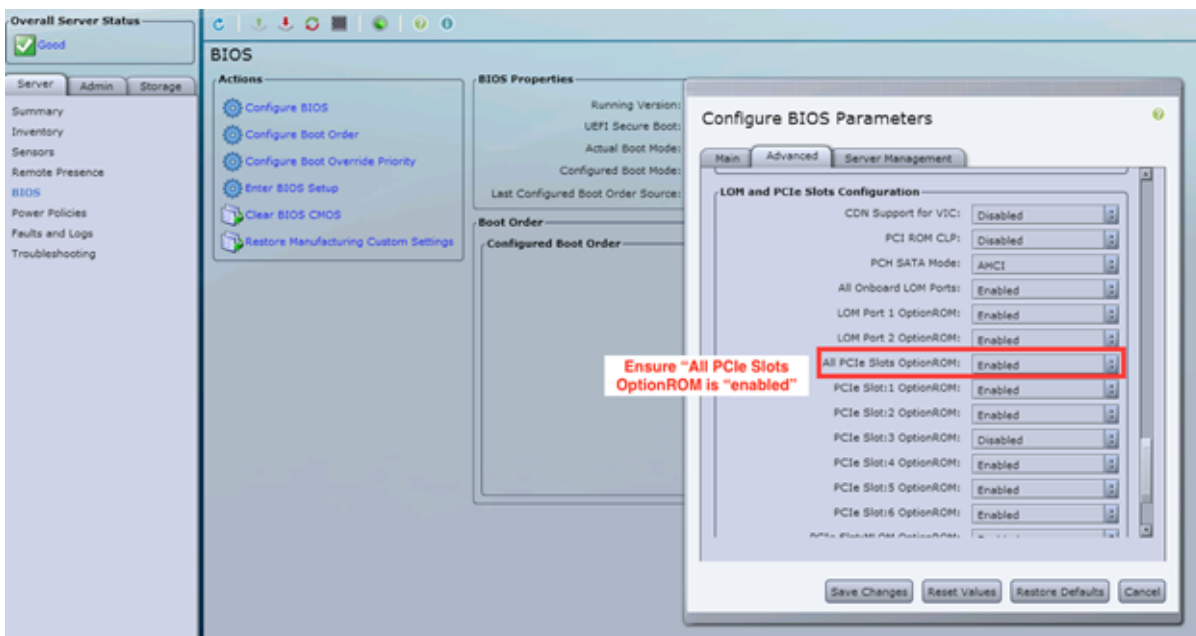 Overall Server Status
Good
Server Admin Storage
Summary
Inventory
Sensors
Remote Presence
BIOS
Power Policies
Faults and Logs
Troubleshooting
BIOS
Actions
Configure BIOS
Configure Boot Order
Configure Boot Override Priority
Enter BIOS Setup
Clear BIOS CMOS
Restore Manufacturing Custom Settings
BIOS Properties
Running Version:
UEFI Secure Boot:
Actual Boot Mode:
Configured Boot Mode:
Last Configured Boot Order Source:
Boot Order
Configured Boot Order
Ensure "All PCIe Slots
OptionROM is "enabled"
Configure BIOS Parameters
Main Advanced Server Management
LOM and PCIe Slots Configuration
CDN Support for VIC: Disabled
PCI ROM CLP: Disabled
PCH SATA Mode: AHCI
All Onboard LOM Ports: Enabled
LOM Port 1 OptionROM: Enabled
LOM Port 2 OptionROM: Enabled
All PCIe Slots OptionROM: Enabled
PCIe Slot:1 OptionROM: Enabled
PCIe Slot:2 OptionROM: Enabled
PCIe Slot:3 OptionROM: Disabled
PCIe Slot:4 OptionROM: Enabled
PCIe Slot:5 OptionROM: Enabled
PCIe Slot:6 OptionROM: Enabled
Save Changes Reset Values Restore Defaults Cancel